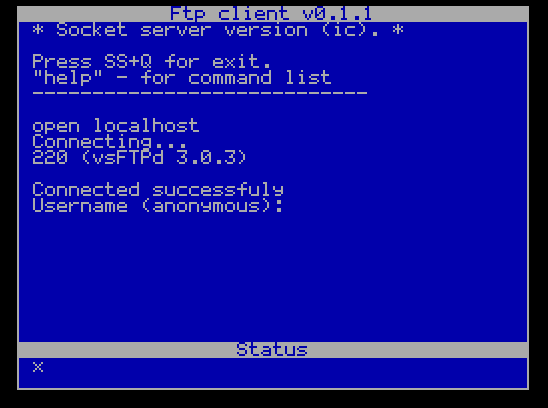 Ftp client v0.1.1
* Socket server version (ic). *
Press SS+Q for exit.
"help" - for command list
----------------------------
open localhost
Connecting...
220 (vsFTPd 3.0.3)
Connected successfuly
Username (anonymous):
Status
x